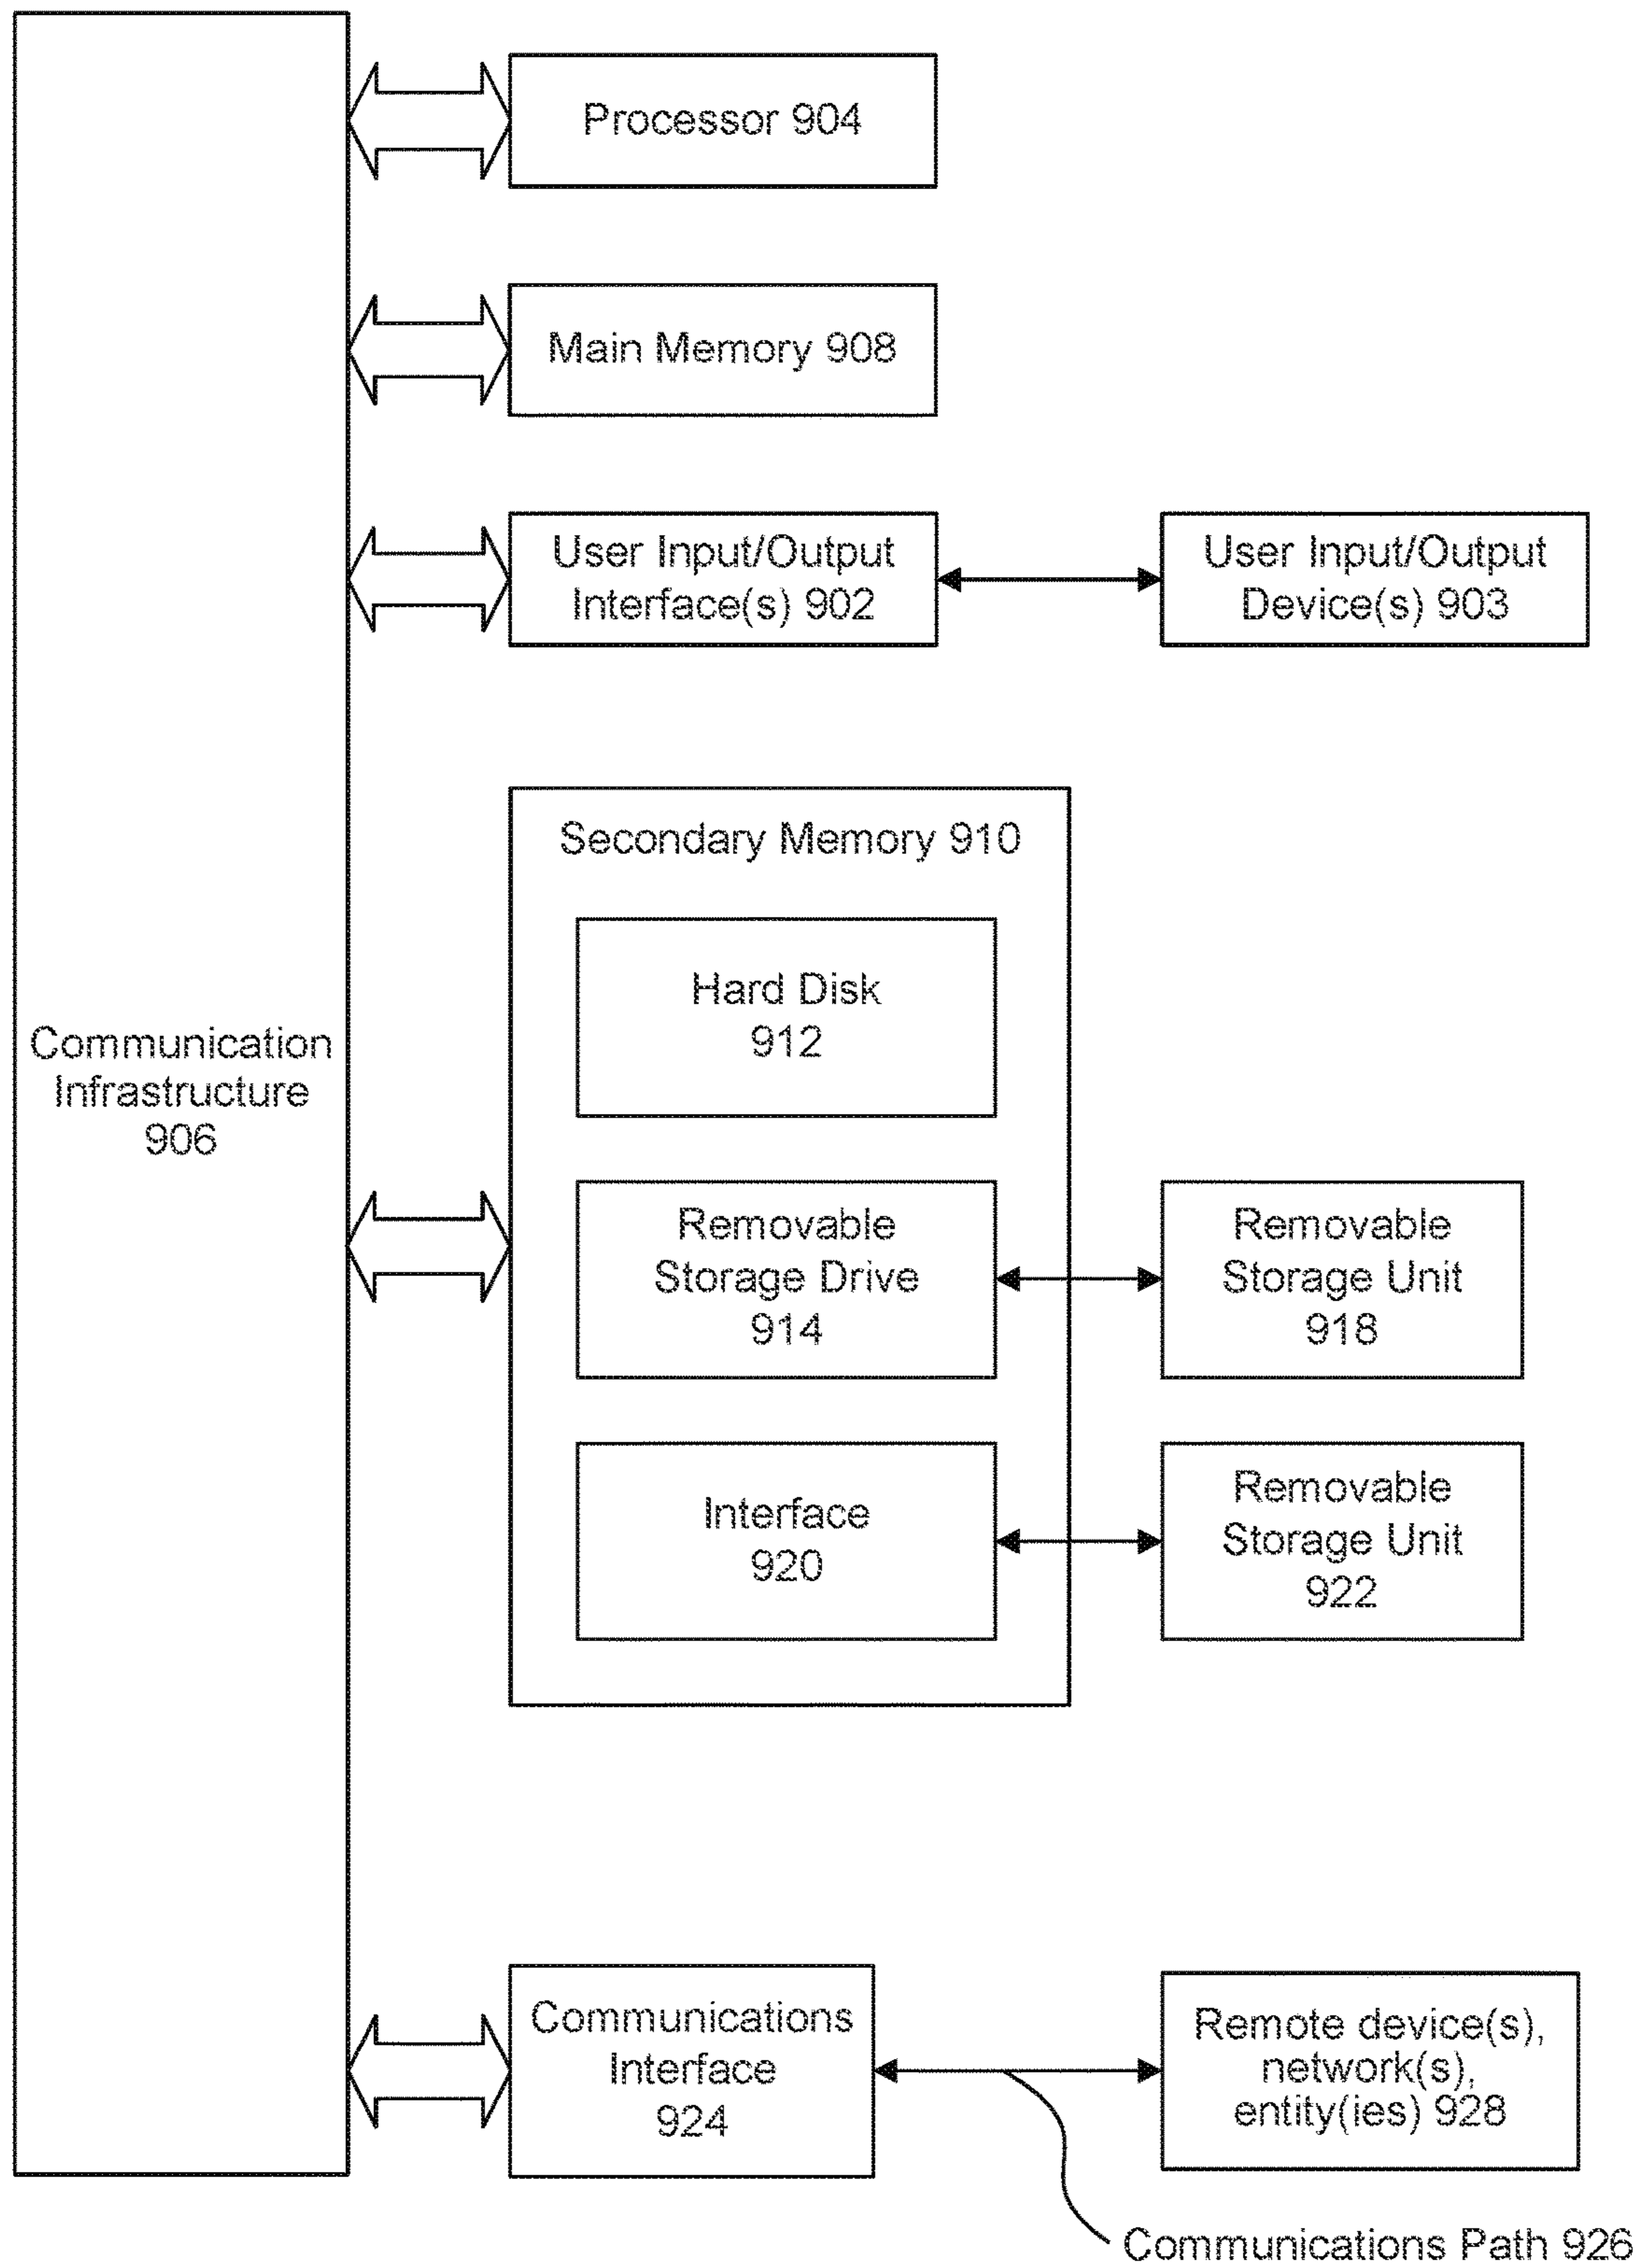 Processor 904
Main Memory 908
User Input/Output
Interface(s) 902
User Input/Output
Device(s) 903
Secondary Memory 910
Hard Disk
912
Communication
Infrastructure
906
Removable
Storage Drive
914
Removable
Storage Unit
918
Interface
920
Removable
Storage Unit
922
Communications
Interface
924
Remote device(s),
network(s),
entity(ies) 928
Communications Path 926